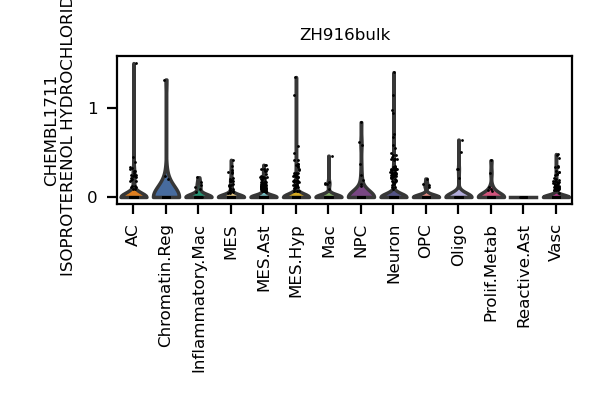 ZH916bulk
CHEMBL1711
ISOPROTERENOL HYDROCHLORID
1
0
AC
Chromatin.Reg
Inflammatory.Mac
MES
MES.Ast
MES.Hyp
Mac
NPC
Neuron
OPC
Oligo
Prolif.Metab
Reactive.Ast
Vasc